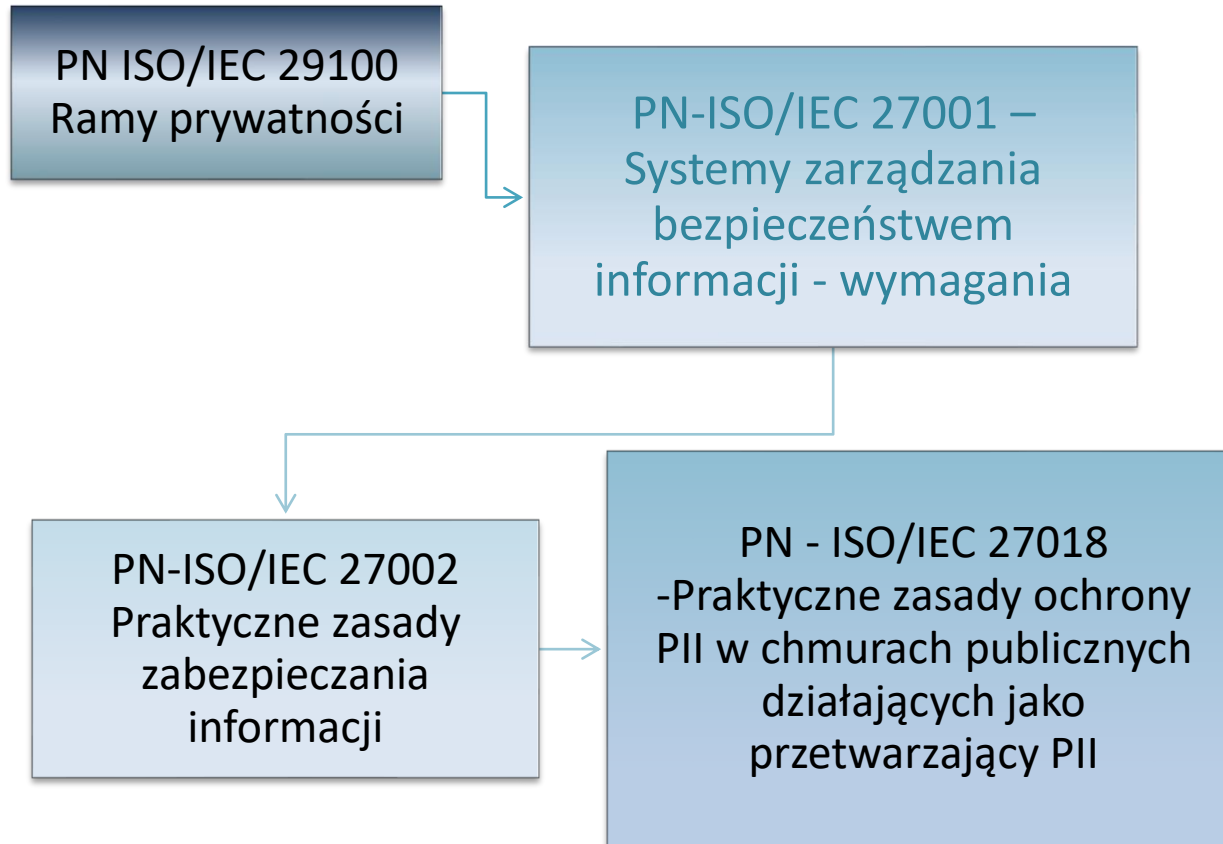 PN ISO/IEC 29100
Ramy prywatności
PN-ISO/IEC 27001 –
Systemy zarządzania
bezpieczeństwem
informacji - wymagania
PN-ISO/IEC 27002
Praktyczne zasady
zabezpieczania
informacji
PN - ISO/IEC 27018
-Praktyczne zasady ochrony
PII w chmurach publicznych
działających jako
przetwarzający PII